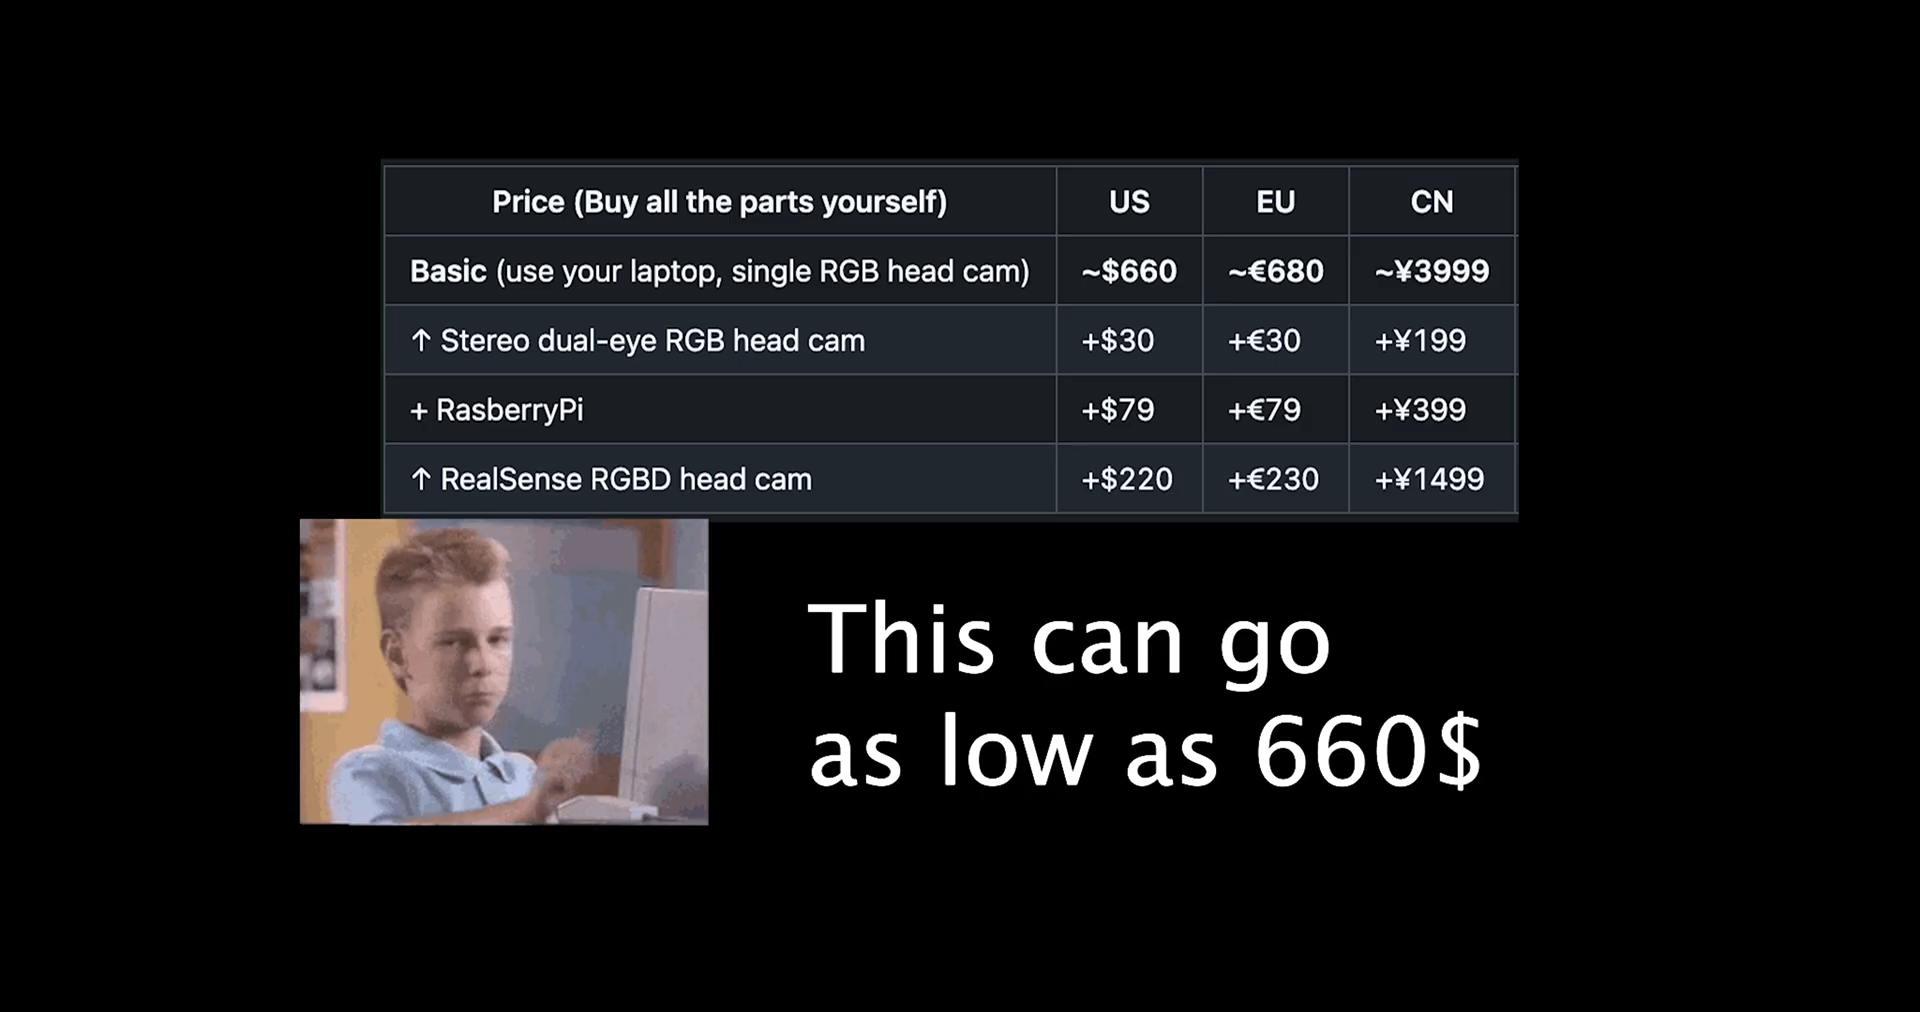 Price (Buy all the parts yourself) US EU CN
Basic (use your laptop, single RGB head cam) ~$660 ~€680 ~¥3999
↑ Stereo dual-eye RGB head cam +$30 +€30 +¥199
+ RasberryPi +$79 +€79 +¥399
↑ RealSense RGBD head cam +$220 +€230 +¥1499
This can go
as low as 660$